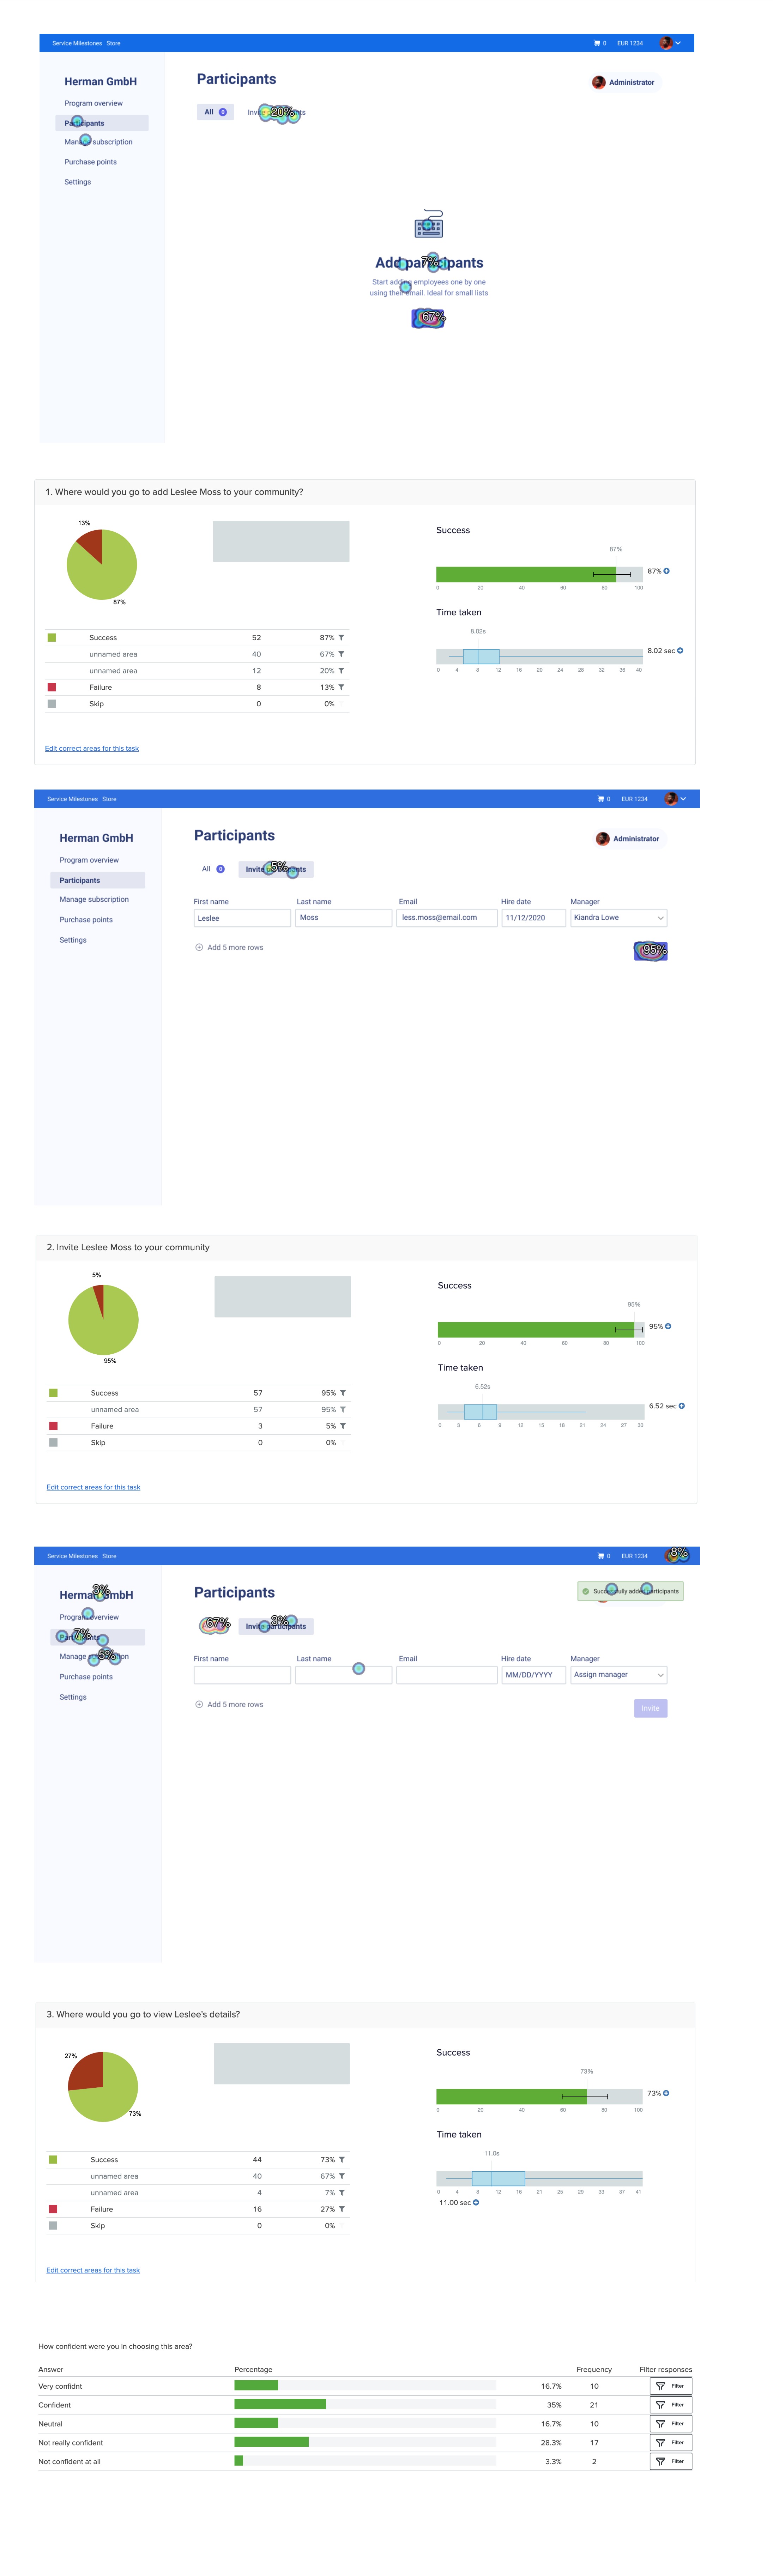 Service Milestones Store
0 EUR 1234
Herman GmbH
Participants
Administrator
Program overview
All 0
20%
Participants
Manage subscription
Purchase points
Settings
Add participants
7%
Start adding employees one by one
using their email. Ideal for small lists
67%
1. Where would you go to add Leslee Moss to your community?
13%
87%
Success 52 87%
unnamed area 40 67%
unnamed area 12 20%
Failure 8 13%
Skip 0 0%
Success
87%
87%
0 20 40 60 80 100
Time taken
8.02s
8.02 sec
0 4 8 12 16 20 24 28 32 36 40
Edit correct areas for this task
Service Milestones Store
0 EUR 1234
Herman GmbH
Participants
Administrator
Program overview
All 0
Invite participants
5%
Participants
Manage subscription
Purchase points
Settings
First name Last name Email Hire date Manager
Leslee Moss less.moss@email.com 11/12/2020 Kiandra Lowe
Add 5 more rows
95%
2. Invite Leslee Moss to your community
5%
95%
Success 57 95%
unnamed area 57 95%
Failure 3 5%
Skip 0 0%
Success
95%
95%
0 20 40 60 80 100
Time taken
6.52s
6.52 sec
0 3 6 9 12 15 18 21 24 27 30
Edit correct areas for this task
Service Milestones Store
0 EUR 1234
8%
Herman GmbH
3%
Participants
Successfully added participants
Program overview
67%
Invite participants
3%
Participants
7%
Manage subscription
5%
Purchase points
Settings
First name Last name Email Hire date Manager
MM/DD/YYYY Assign manager
Add 5 more rows
Invite
3. Where would you go to view Leslee's details?
27%
73%
Success 44 73%
unnamed area 40 67%
unnamed area 4 7%
Failure 16 27%
Skip 0 0%
Success
73%
73%
0 20 40 60 80 100
Time taken
11.0s
0 4 8 12 16 21 25 29 33 37 41
11.00 sec
Edit correct areas for this task
How confident were you in choosing this area?
Answer Percentage Frequency Filter responses
Very confidnt 16.7% 10 Filter
Confident 35% 21 Filter
Neutral 16.7% 10 Filter
Not really confident 28.3% 17 Filter
Not confident at all 3.3% 2 Filter